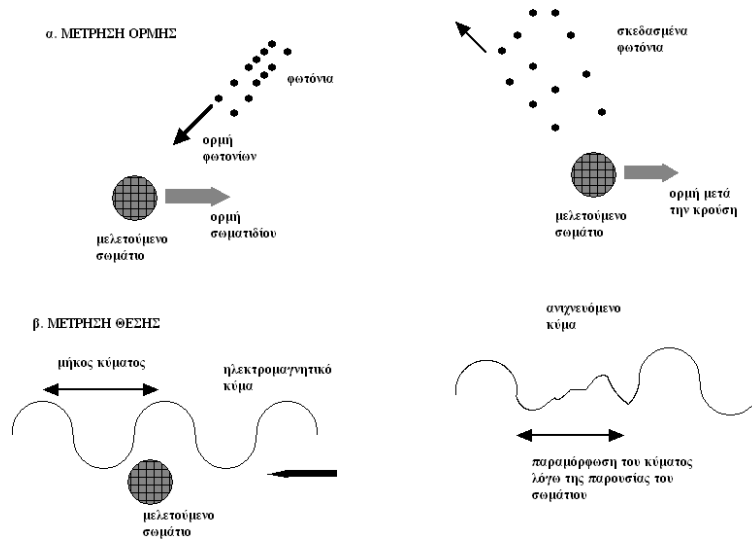 α. ΜΕΤΡΗΣΗ ΟΡΜΗΣ
φωτόνια
ορμή
φωτονίων
ορμή
σωματιδίου
μελετούμενο
σωμάτιο
σκεδασμένα
φωτόνια
ορμή μετά
την κρούση
μελετούμενο
σωμάτιο
β. ΜΕΤΡΗΣΗ ΘΕΣΗΣ
μήκος κύματος
ηλεκτρομαγνητικό
κύμα
μελετούμενο
σωμάτιο
ανιχνευόμενο
κύμα
παραμόρφωση του κύματος
λόγω της παρουσίας του
σωμάτιου